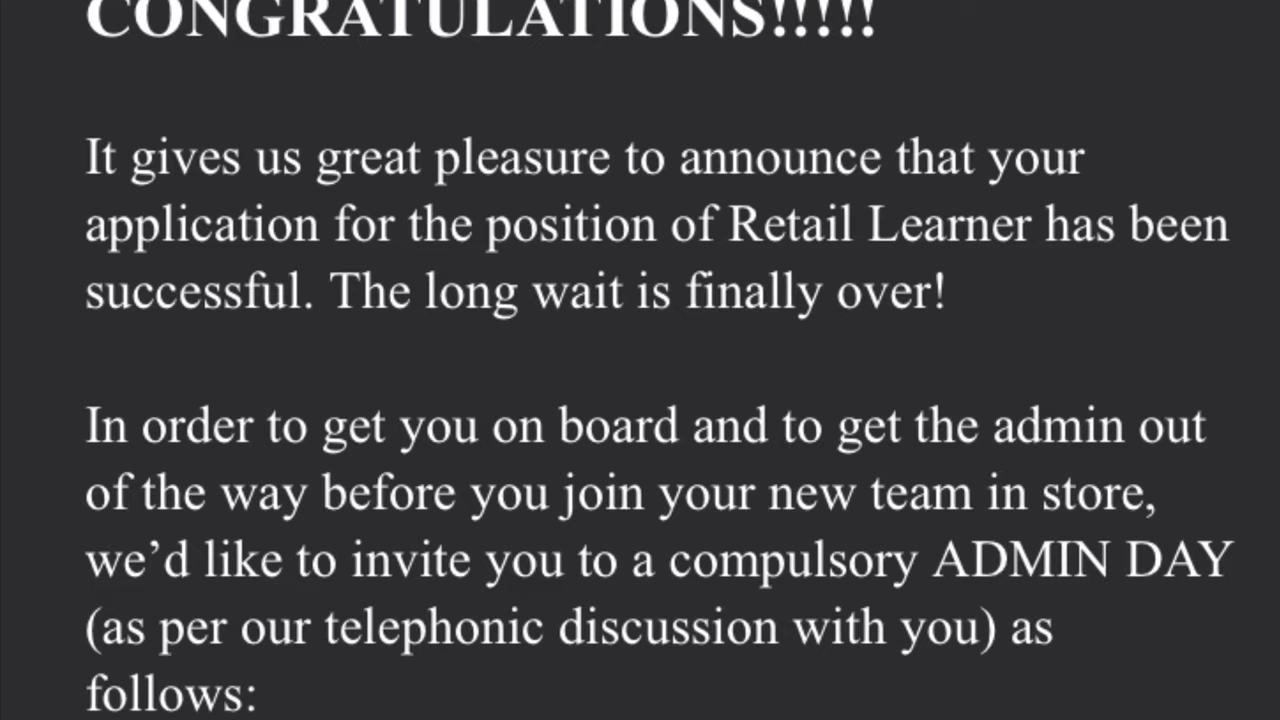 CONGRATULATIONS!!!!!
It gives us great pleasure to announce that your
application for the position of Retail Learner has been
successful. The long wait is finally over!
In order to get you on board and to get the admin out
of the way before you join your new team in store,
we’d like to invite you to a compulsory ADMIN DAY
(as per our telephonic discussion with you) as
follows: